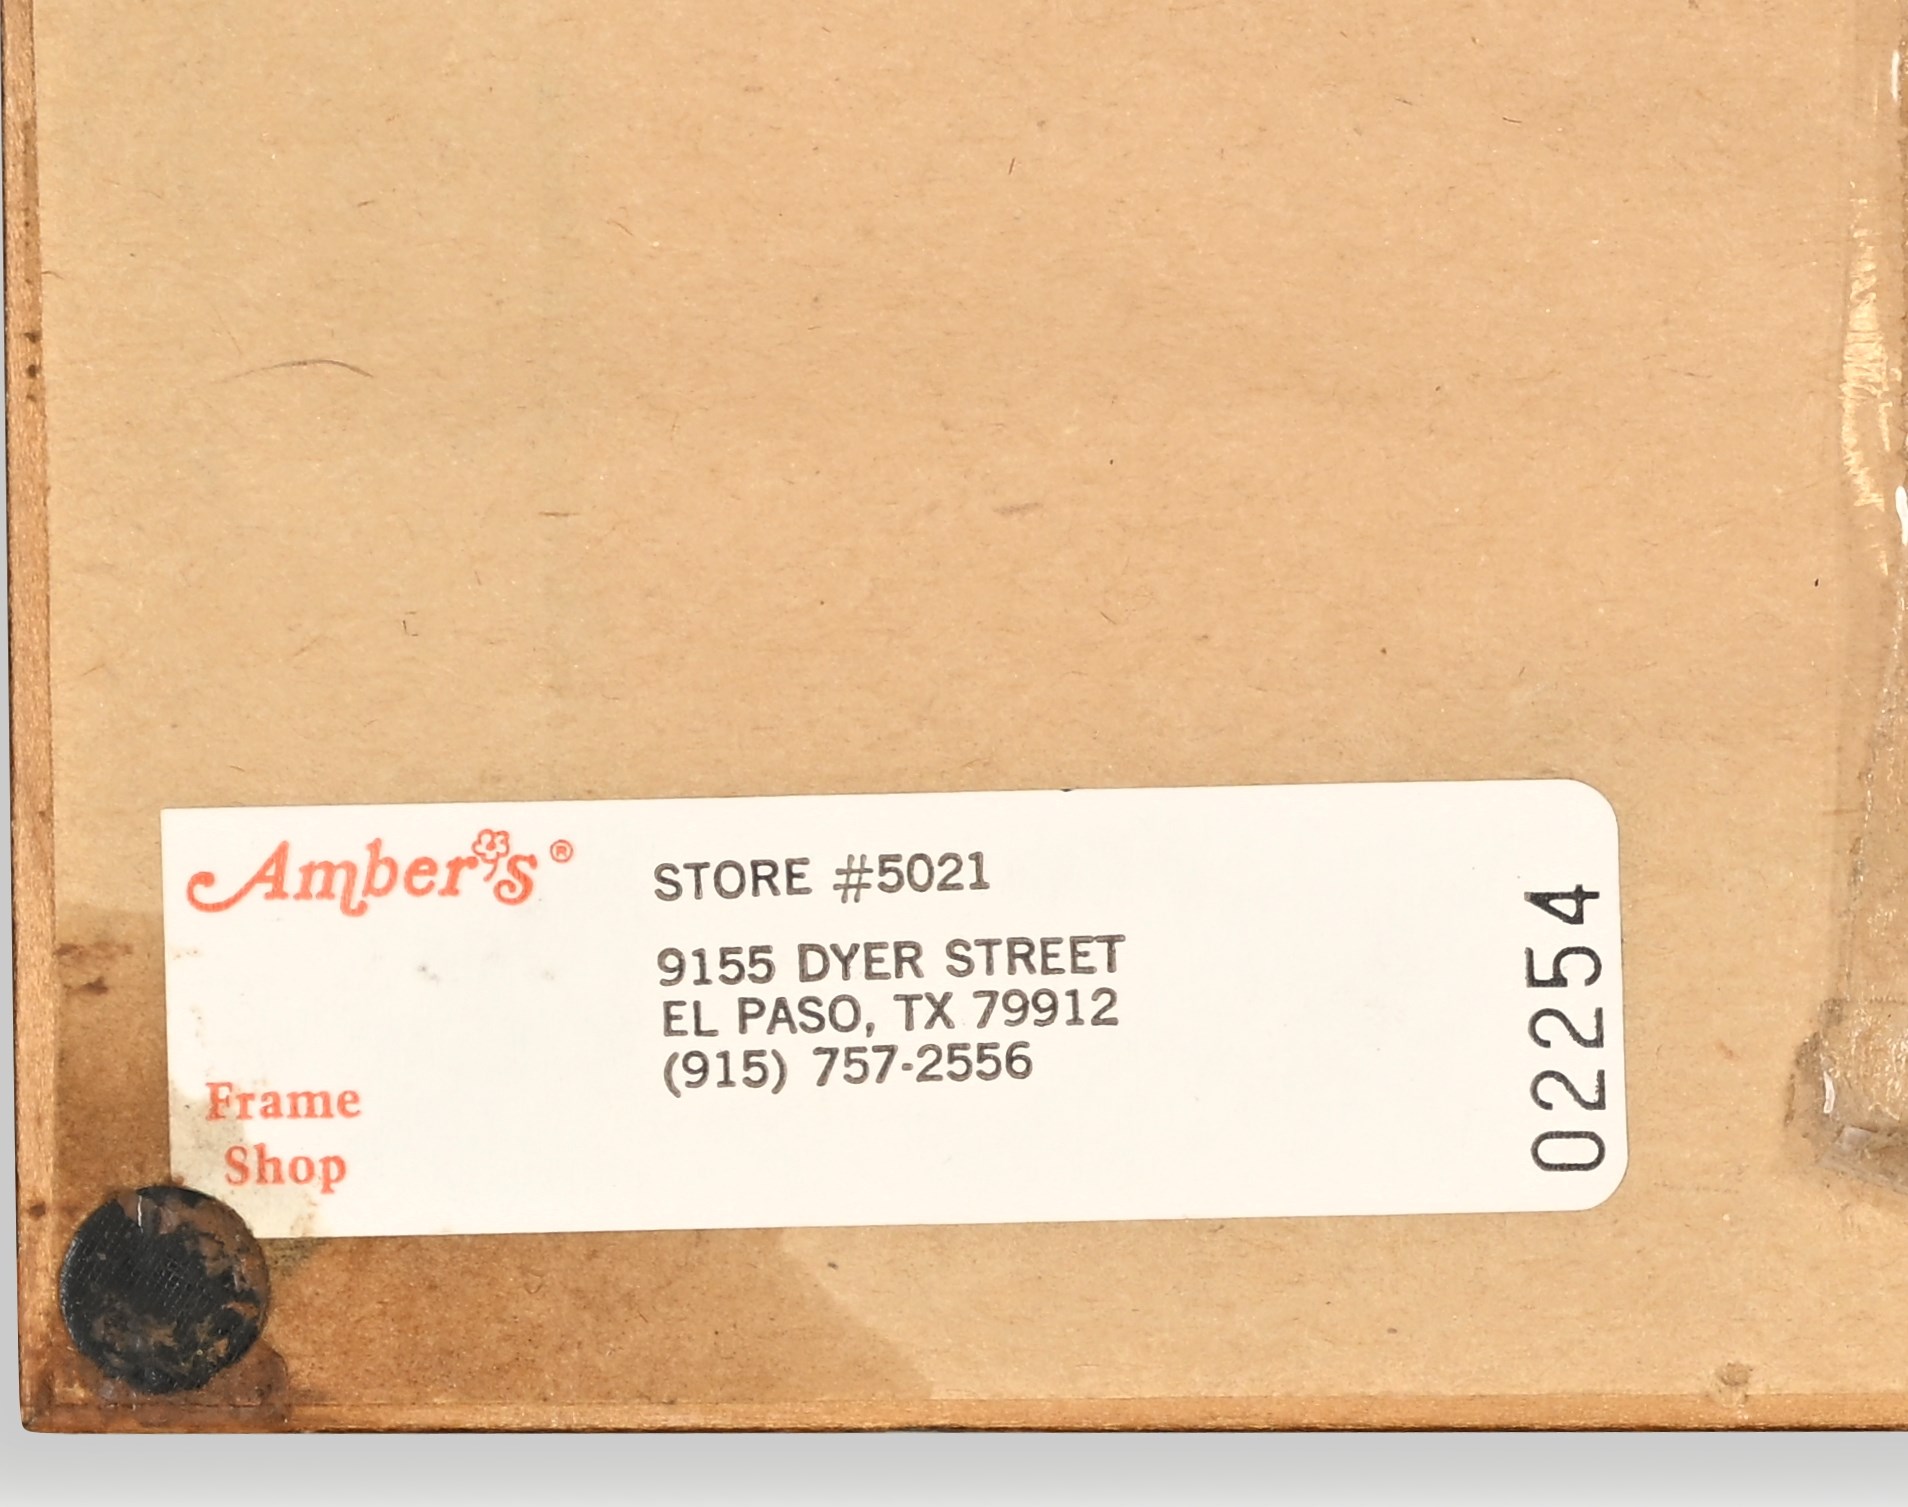 Amber's®
STORE #5021
9155 DYER STREET
EL PASO, TX 79912
(915) 757-2556
Frame
Shop
02254